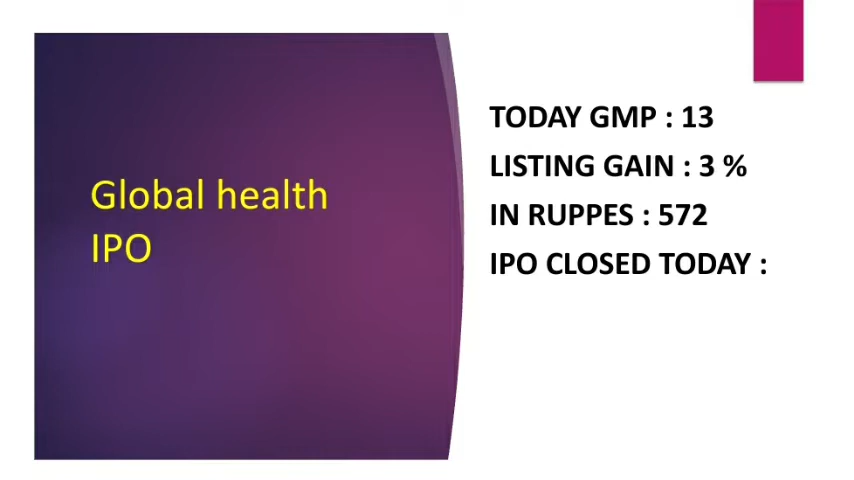 Global health
IPO
TODAY GMP : 13
LISTING GAIN : 3 %
IN RUPPES : 572
IPO CLOSED TODAY :